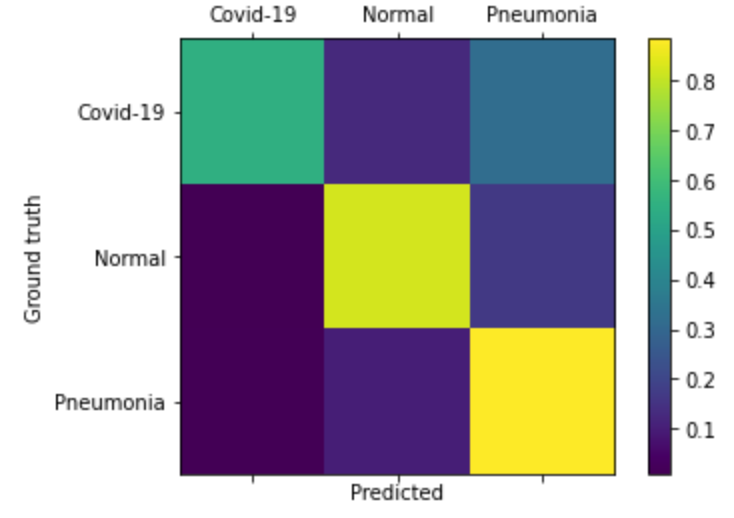 Covid-19 Normal Pneumonia
Covid-19
Normal
Pneumonia
Ground truth
Predicted
0.8
0.7
0.6
0.5
0.4
0.3
0.2
0.1